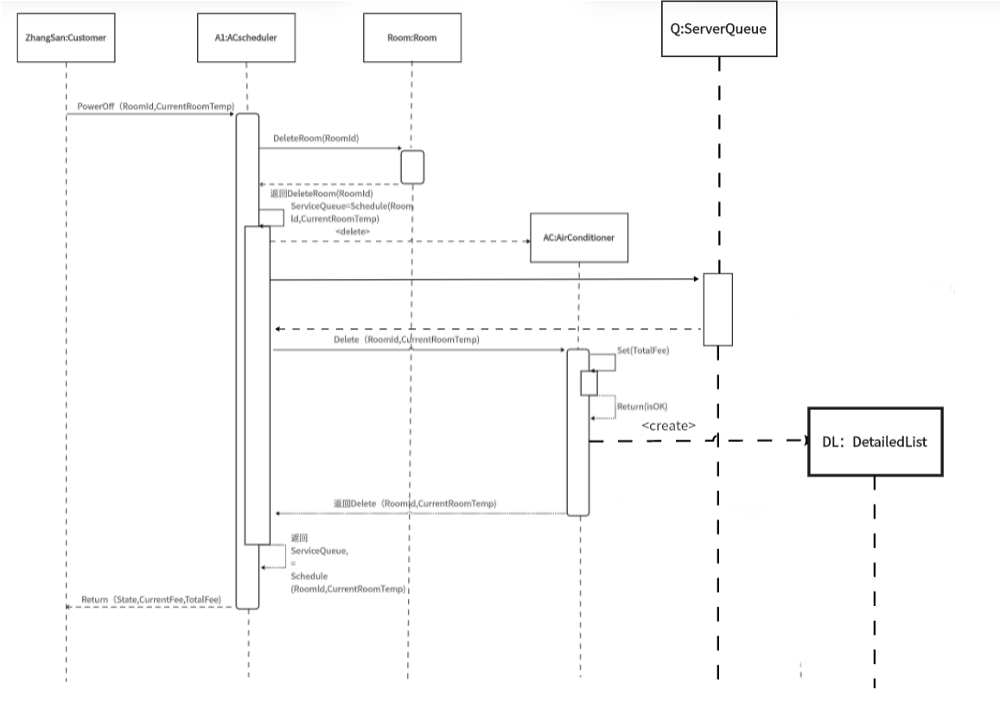 ZhangSan:Customer
A1:ACscheduler
Room:Room
Q:ServerQueue
PowerOff（RoomId,CurrentRoomTemp)
DeleteRoom(RoomId)
返回DeleteRoom(RoomId)
ServiceQueue=Schedule(Room
Id,CurrentRoomTemp)
<delete>
AC:AirConditioner
Delete（RoomId,CurrentRoomTemp)
Set(TotalFee)
Return(isOK)
<create>
DL：DetailedList
返回Delete（RoomId,CurrentRoomTemp)
返回
ServiceQueue,
=
Schedule
(RoomId,CurrentRoomTemp)
Return（State,CurrentFee,TotalFee)